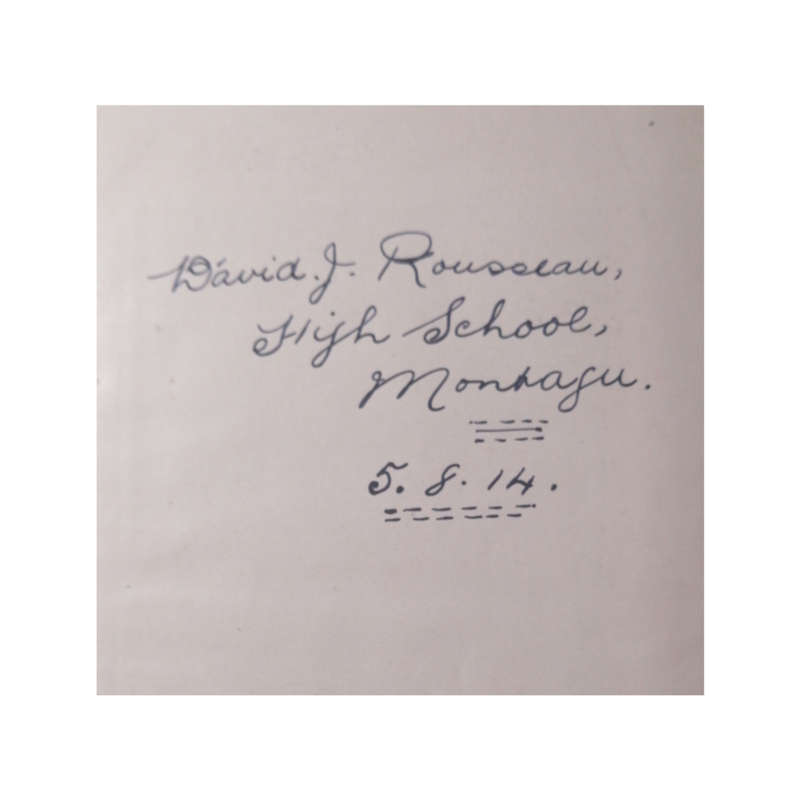 David. J. Rousseau,
High School,
Montagu.
5. 8. 14.